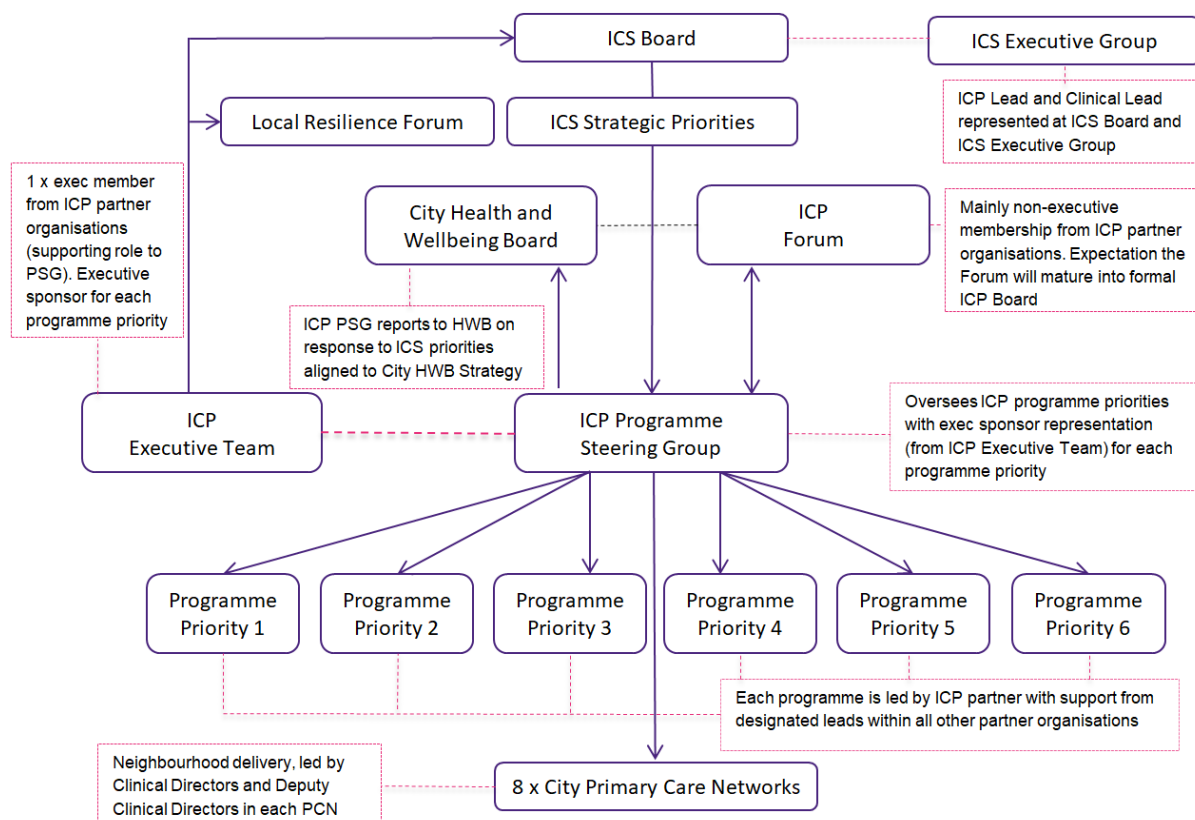 ICS Board
ICS Executive Group
ICP Lead and Clinical Lead
represented at ICS Board and
ICS Executive Group
Local Resilience Forum
ICS Strategic Priorities
1 x exec member
from ICP partner
organisations
(supporting role to
PSG). Executive
sponsor for each
programme priority
City Health and
Wellbeing Board
ICP
Forum
Mainly non-executive
membership from ICP partner
organisations. Expectation the
Forum will mature into formal
ICP Board
ICP PSG reports to HWB on
response to ICS priorities
aligned to City HWB Strategy
ICP
Executive Team
ICP Programme
Steering Group
Oversees ICP programme priorities
with exec sponsor representation
(from ICP Executive Team) for each
programme priority
Programme
Priority 1
Programme
Priority 2
Programme
Priority 3
Programme
Priority 4
Programme
Priority 5
Programme
Priority 6
Each programme is led by ICP partner with support from
designated leads within all other partner organisations
Neighbourhood delivery, led by
Clinical Directors and Deputy
Clinical Directors in each PCN
8 x City Primary Care Networks